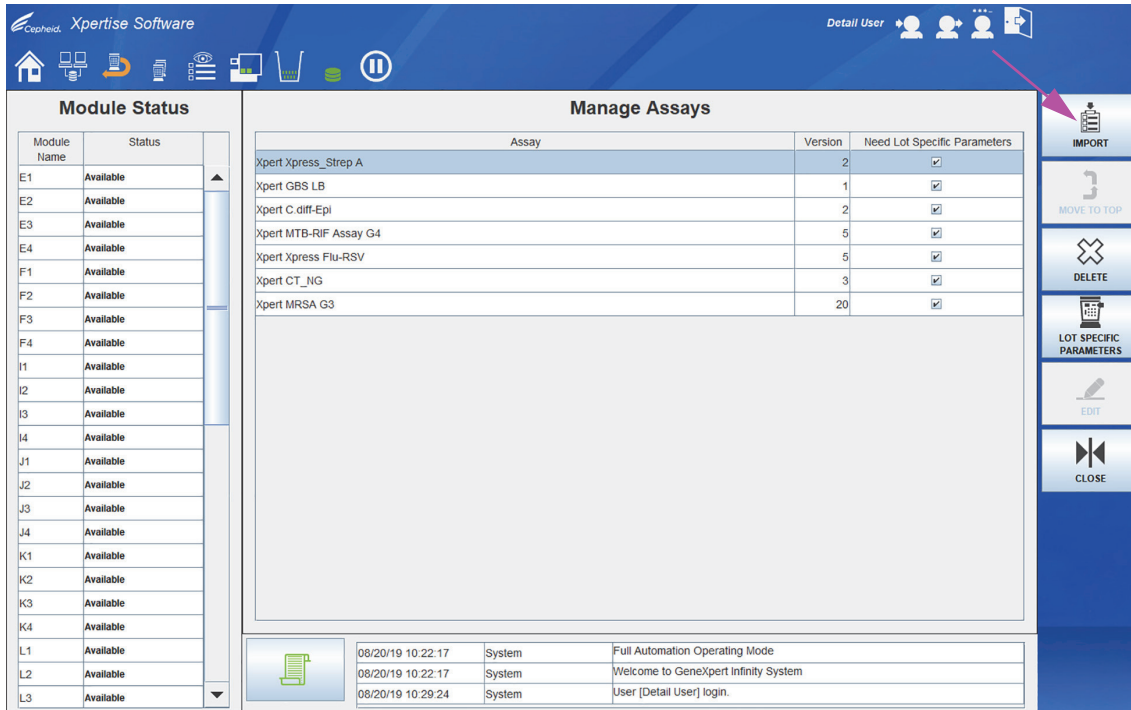 Cepheid. Xpertise Software
Detail User
Module Status
Module Name
Status
E1 Available
E2 Available
E3 Available
E4 Available
F1 Available
F2 Available
F3 Available
F4 Available
I1 Available
I2 Available
I3 Available
I4 Available
J1 Available
J2 Available
J3 Available
J4 Available
K1 Available
K2 Available
K3 Available
K4 Available
L1 Available
L2 Available
L3 Available
Manage Assays
Assay Version Need Lot Specific Parameters
Xpert Xpress_Strep A 2
Xpert GBS LB 1
Xpert C.diff-Epi 2
Xpert MTB-RIF Assay G4 5
Xpert Xpress Flu-RSV 5
Xpert CT_NG 3
Xpert MRSA G3 20
08/20/19 10:22:17 System Full Automation Operating Mode
08/20/19 10:22:17 System Welcome to GeneXpert Infinity System
08/20/19 10:29:24 System User [Detail User] login.
IMPORT
MOVE TO TOP
DELETE
LOT SPECIFIC
PARAMETERS
EDIT
CLOSE